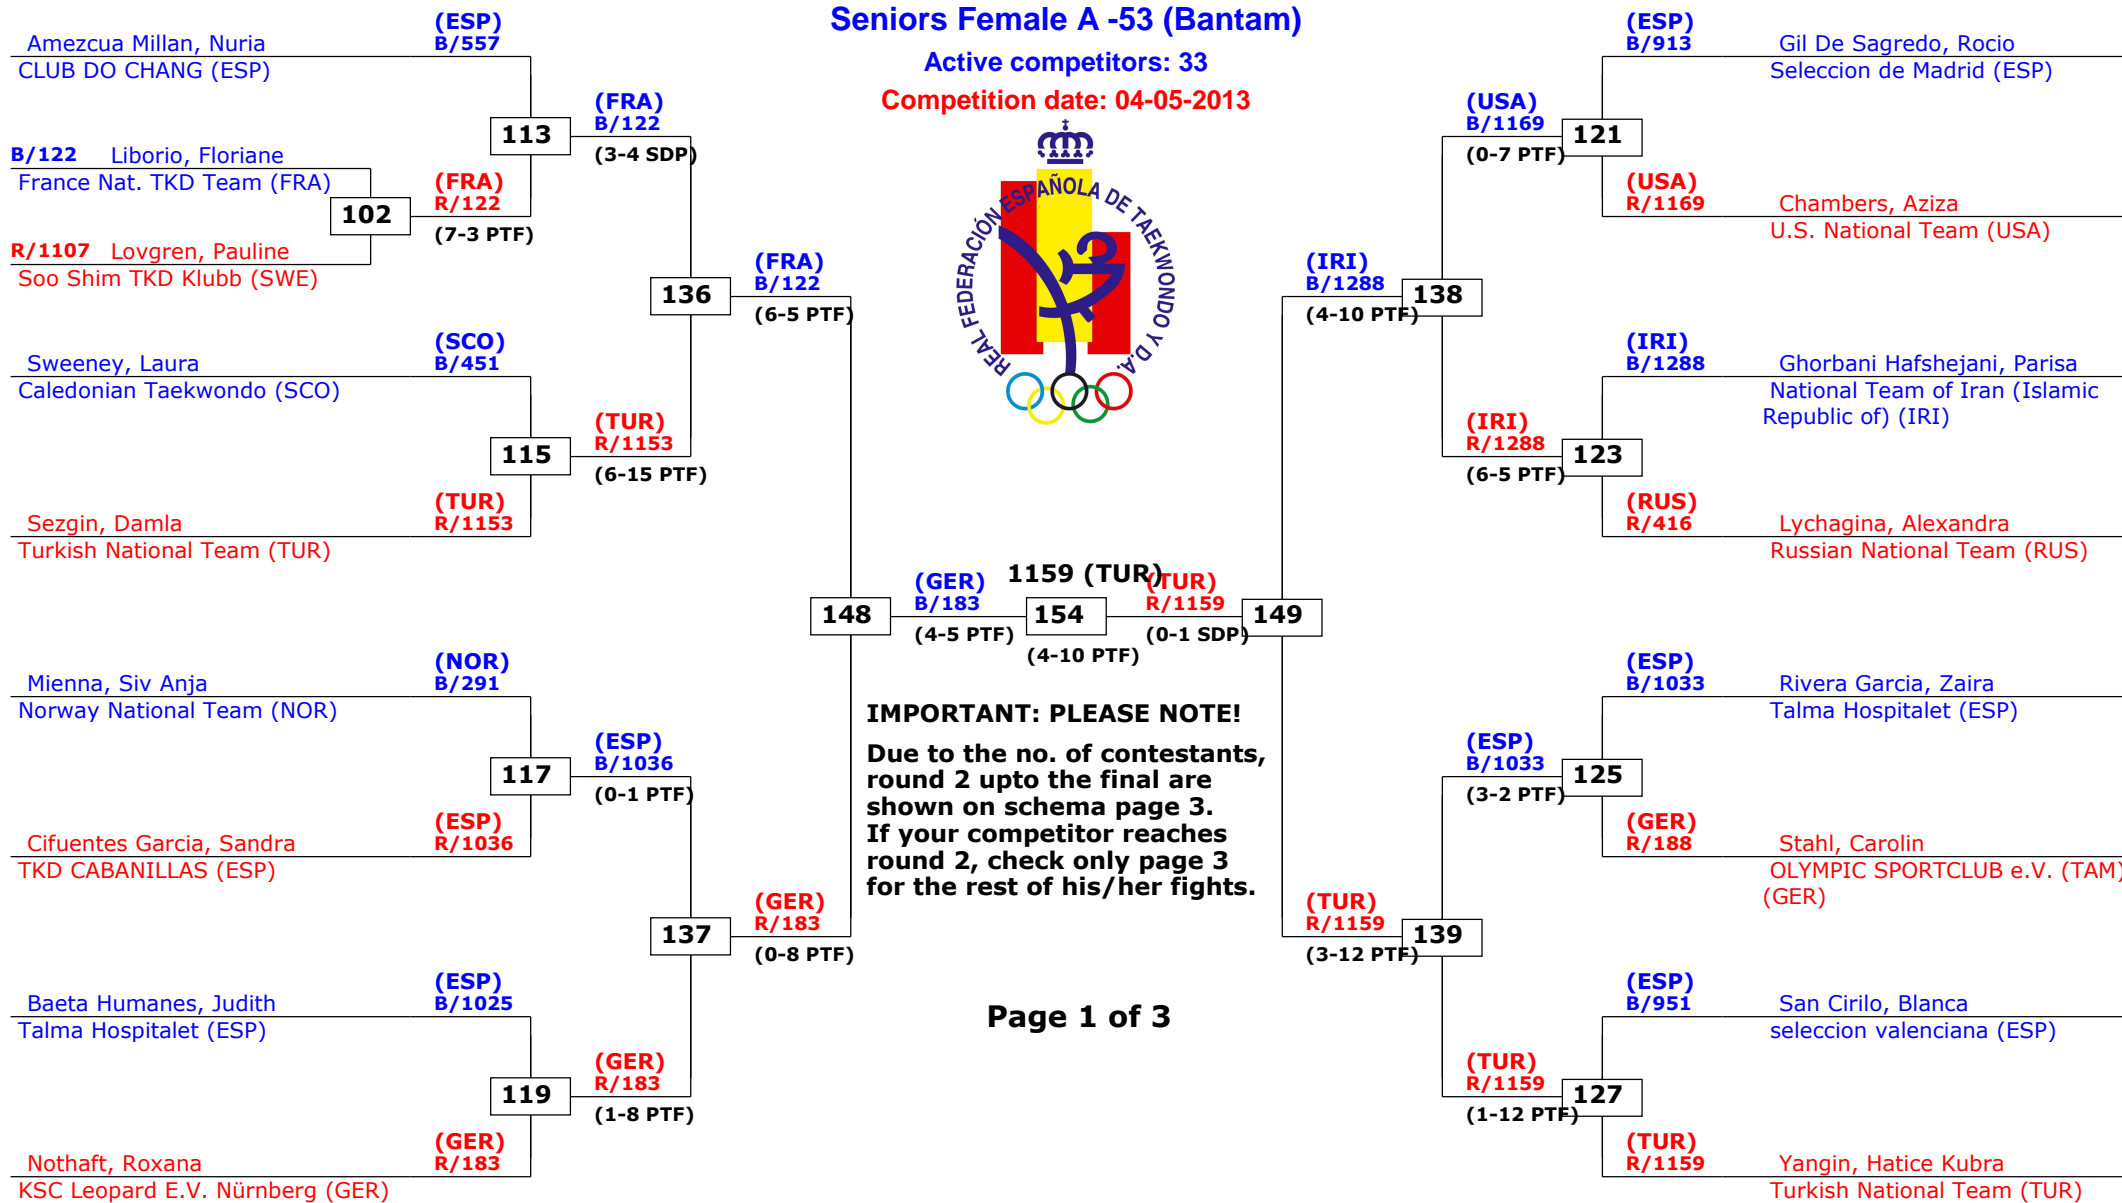 Seniors Female A -53 (Bantam)
Active competitors: 33
Competition date: 04-05-2013
REAL FEDERACIÓN ESPAÑOLA DE TAEKWONDO Y D.A.
(ESP)
B/557
Amezcua Millan, Nuria
CLUB DO CHANG (ESP)
113
(FRA)
B/122
(3-4 SDP)
B/122 Liborio, Floriane
France Nat. TKD Team (FRA)
102
(FRA)
R/122
(7-3 PTF)
R/1107 Lovgren, Pauline
Soo Shim TKD Klubb (SWE)
136
(FRA)
B/122
(6-5 PTF)
(SCO)
B/451
Sweeney, Laura
Caledonian Taekwondo (SCO)
115
(TUR)
R/1153
(6-15 PTF)
(TUR)
R/1153
Sezgin, Damla
Turkish National Team (TUR)
148
(GER)
B/183
(4-5 PTF)
1159 (TUR)
154
(4-10 PTF)
(TUR)
R/1159
(0-1 SDP)
149
(NOR)
B/291
Mienna, Siv Anja
Norway National Team (NOR)
117
(ESP)
B/1036
(0-1 PTF)
(ESP)
R/1036
Cifuentes Garcia, Sandra
TKD CABANILLAS (ESP)
137
(GER)
R/183
(0-8 PTF)
(ESP)
B/1025
Baeta Humanes, Judith
Talma Hospitalet (ESP)
119
(GER)
R/183
(1-8 PTF)
(GER)
R/183
Nothaft, Roxana
KSC Leopard E.V. Nürnberg (GER)
IMPORTANT: PLEASE NOTE!
Due to the no. of contestants,
round 2 upto the final are
shown on schema page 3.
If your competitor reaches
round 2, check only page 3
for the rest of his/her fights.
Page 1 of 3
(ESP)
B/913
Gil De Sagredo, Rocio
Seleccion de Madrid (ESP)
(USA)
B/1169
(0-7 PTF)
121
(USA)
R/1169
Chambers, Aziza
U.S. National Team (USA)
(IRI)
B/1288
(4-10 PTF)
138
(IRI)
B/1288
Ghorbani Hafshejani, Parisa
National Team of Iran (Islamic
Republic of) (IRI)
(IRI)
R/1288
(6-5 PTF)
123
(RUS)
R/416
Lychagina, Alexandra
Russian National Team (RUS)
(ESP)
B/1033
Rivera Garcia, Zaira
Talma Hospitalet (ESP)
(ESP)
B/1033
(3-2 PTF)
125
(GER)
R/188
Stahl, Carolin
OLYMPIC SPORTCLUB e.V. (TAM)
(GER)
(TUR)
R/1159
(3-12 PTF)
139
(ESP)
B/951
San Cirilo, Blanca
seleccion valenciana (ESP)
(TUR)
R/1159
(1-12 PTF)
127
(TUR)
R/1159
Yangin, Hatice Kubra
Turkish National Team (TUR)